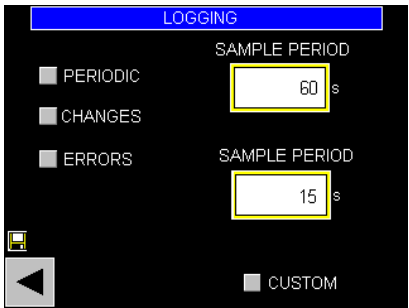 LOGGING
SAMPLE PERIOD
PERIODIC
60 s
CHANGES
ERRORS
SAMPLE PERIOD
15 s
CUSTOM